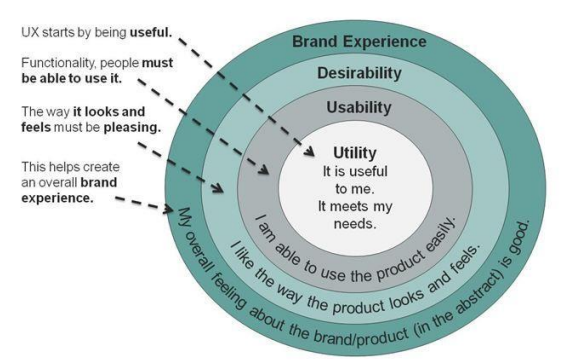 UX starts by being useful.
Functionality, people must
be able to use it.
The way it looks and
feels must be pleasing.
This helps create
an overall brand
experience.
Brand Experience
Desirability
Usability
Utility
It is useful
to me.
It meets my
needs.
I am able to use the product easily.
I like the way the product looks and feels.
My overall feeling about the brand/product (in the abstract) is good.